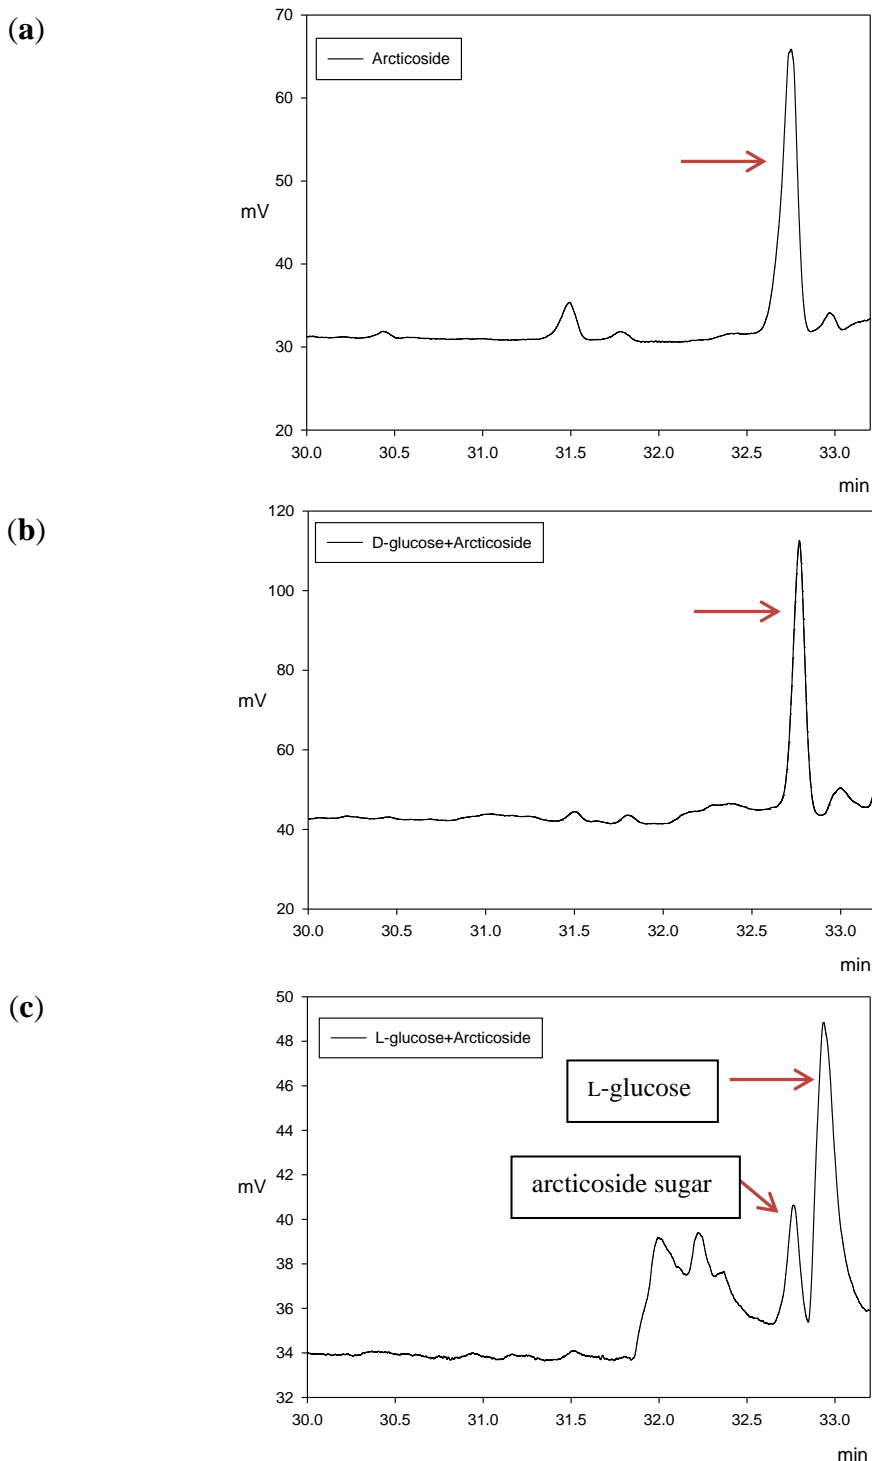 (a)
70
60
50
40
30
20
mV
Arcticoside
30.0 30.5 31.0 31.5 32.0 32.5 33.0
min
(b)
120
100
80
60
40
20
mV
D-glucose+Arcticoside
30.0 30.5 31.0 31.5 32.0 32.5 33.0
min
(c)
50
48
46
44
42
40
38
36
34
32
mV
L-glucose+Arcticoside
L-glucose
arcticoside sugar
30.0 30.5 31.0 31.5 32.0 32.5 33.0
min